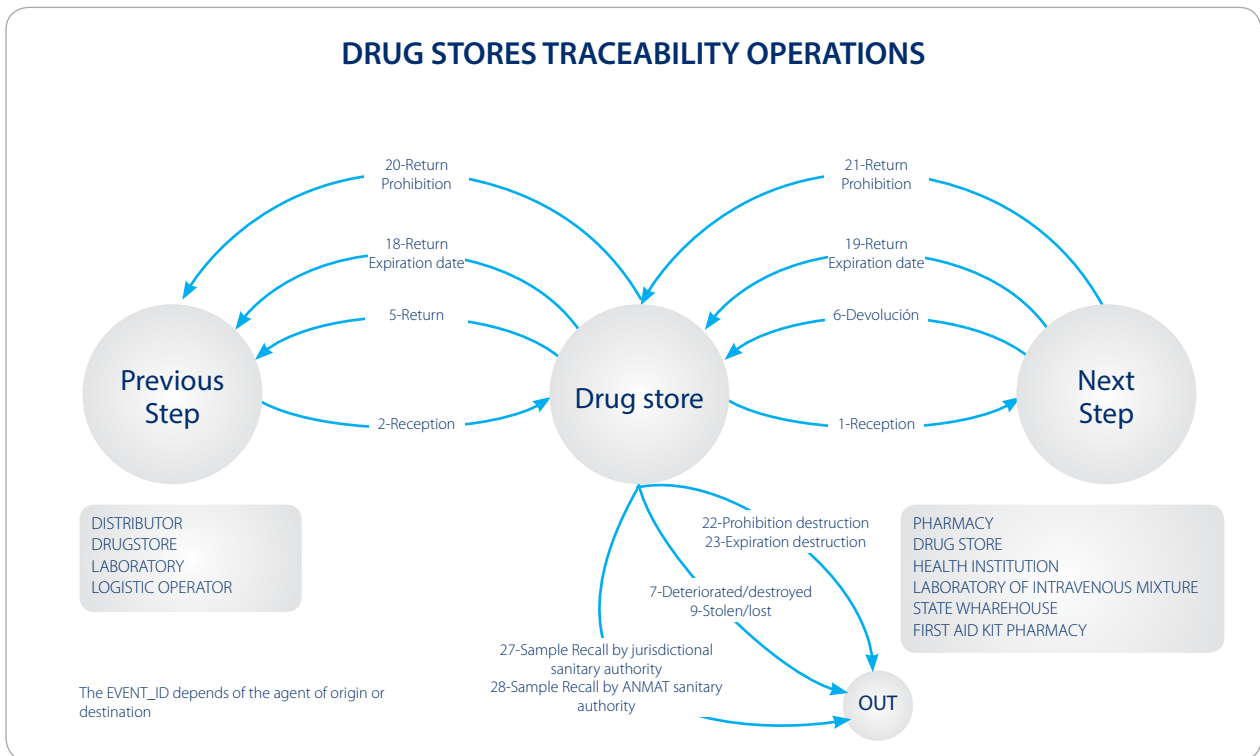 DRUG STORES TRACEABILITY OPERATIONS
20-Return
Prohibition
21-Return
Prohibition
18-Return
Expiration date
19-Return
Expiration date
5-Return
6-Devolución
Previous
Step
Drug store
Next
Step
2-Reception
1-Reception
DISTRIBUTOR
DRUGSTORE
LABORATORY
LOGISTIC OPERATOR
22-Prohibition destruction
23-Expiration destruction
7-Deteriorated/destroyed
9-Stolen/lost
27-Sample Recall by jurisdictional
sanitary authority
28-Sample Recall by ANMAT sanitary
authority
OUT
PHARMACY
DRUG STORE
HEALTH INSTITUTION
LABORATORY OF INTRAVENOUS MIXTURE
STATE WHAREHOUSE
FIRST AID KIT PHARMACY
The EVENT_ID depends of the agent of origin or
destination